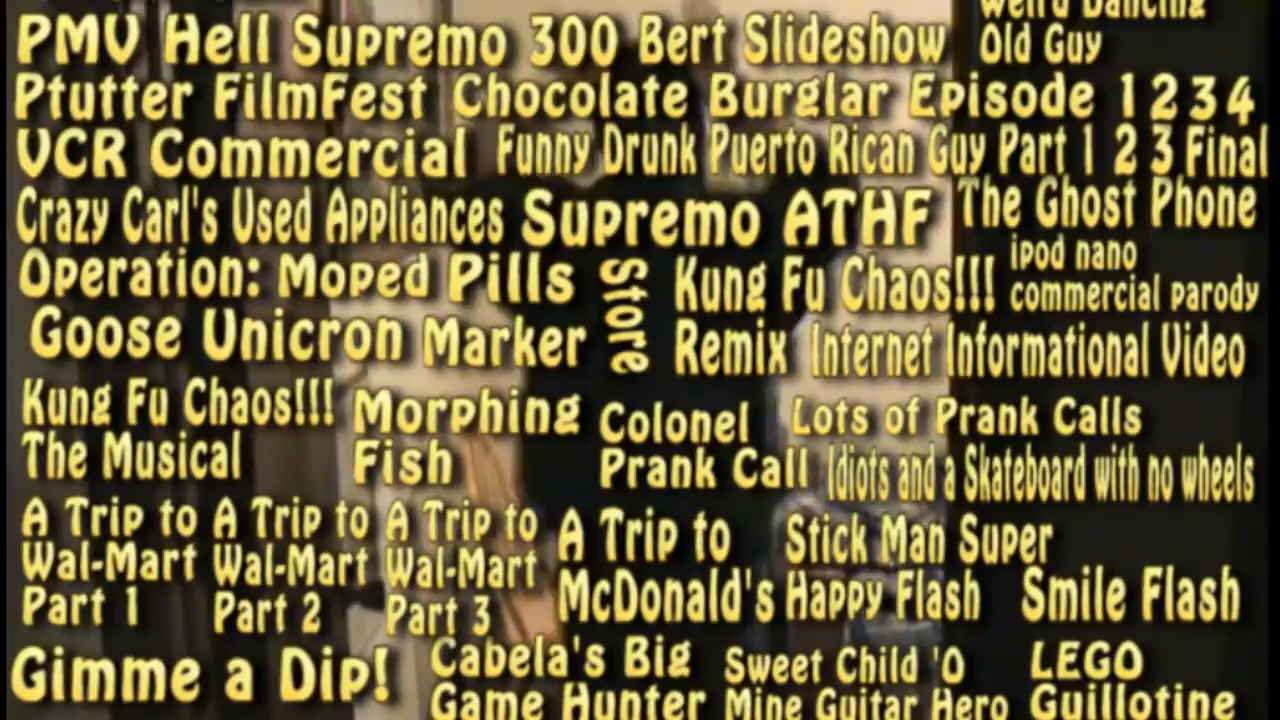 Weird Dancing
Old Guy
PMV Hell Supremo 300 Bert Slideshow
Ptutter FilmFest Chocolate Burglar Episode 1 2 3 4
VCR Commercial Funny Drunk Puerto Rican Guy Part 1 2 3 Final
Crazy Carl's Used Appliances Supremo ATHF The Ghost Phone
Operation: Moped Pills Store Kung Fu Chaos!!!
Remix
ipod nano
commercial parody
Goose Unicron Marker Internet Informational Video
Kung Fu Chaos!!!
The Musical
Morphing
Fish
Colonel
Prank Call
Lots of Prank Calls
Idiots and a Skateboard with no wheels
A Trip to
Wal-Mart
Part 1
A Trip to
Wal-Mart
Part 2
A Trip to
Wal-Mart
Part 3
A Trip to
McDonald's
Stick Man Super
Happy Flash
Smile Flash
Gimme a Dip!
Cabela's Big
Game Hunter
Sweet Child 'O
Mine Guitar Hero
LEGO
Guillotine